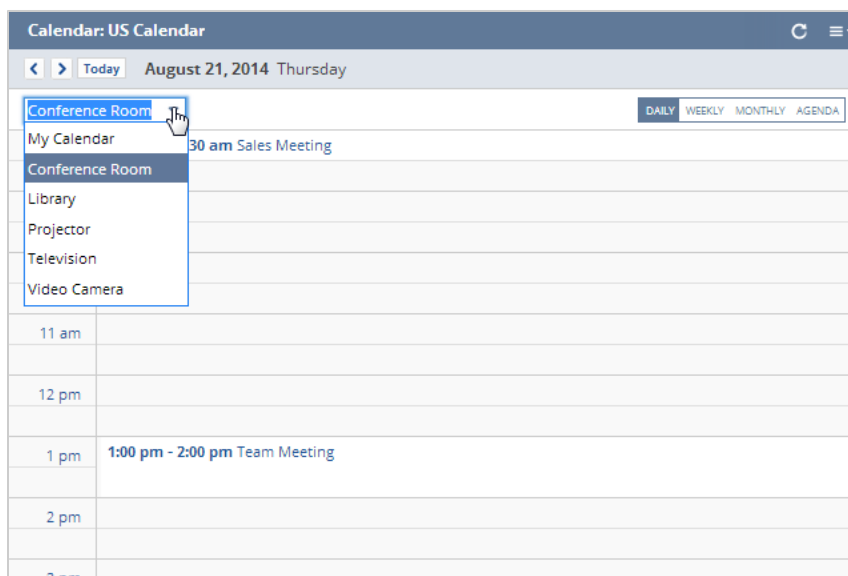 Calendar: US Calendar
Today August 21, 2014 Thursday
Conference Room
DAILY WEEKLY MONTHLY AGENDA
My Calendar
30 am Sales Meeting
Conference Room
Library
Projector
Television
Video Camera
11 am
12 pm
1 pm 1:00 pm - 2:00 pm Team Meeting
2 pm